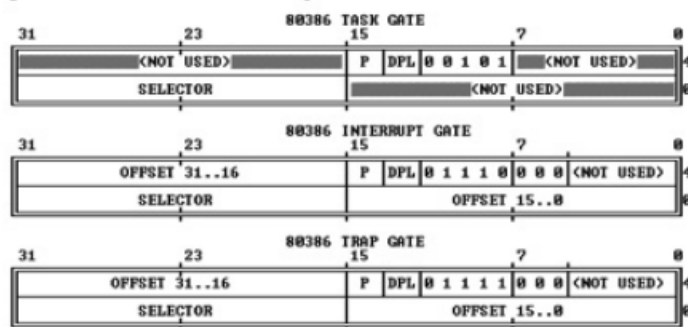 80386 TASK GATE
31 23 15 7 0
(NOT USED) P DPL 0 0 1 0 1 (NOT USED) 4
SELECTOR (NOT USED) 0
80386 INTERRUPT GATE
31 23 15 7 0
OFFSET 31..16 P DPL 0 1 1 1 0 0 0 0 (NOT USED) 4
SELECTOR OFFSET 15..0 0
80386 TRAP GATE
31 23 15 7 0
OFFSET 31..16 P DPL 0 1 1 1 1 0 0 0 (NOT USED) 4
SELECTOR OFFSET 15..0 0